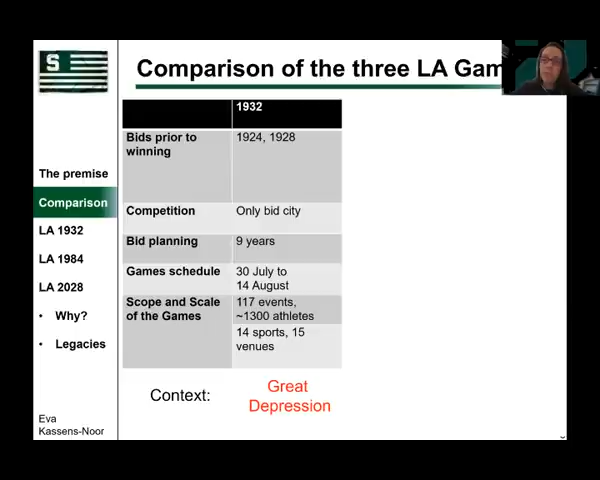 S
Comparison of the three LA Gam
The premise
Comparison
LA 1932
LA 1984
LA 2028
• Why?
• Legacies
Eva
Kassens-Noor
1932
Bids prior to
winning
1924, 1928
Competition
Only bid city
Bid planning
9 years
Games schedule
30 July to
14 August
Scope and Scale
of the Games
117 events,
~1300 athletes
14 sports, 15
venues
Context:
Great
Depression